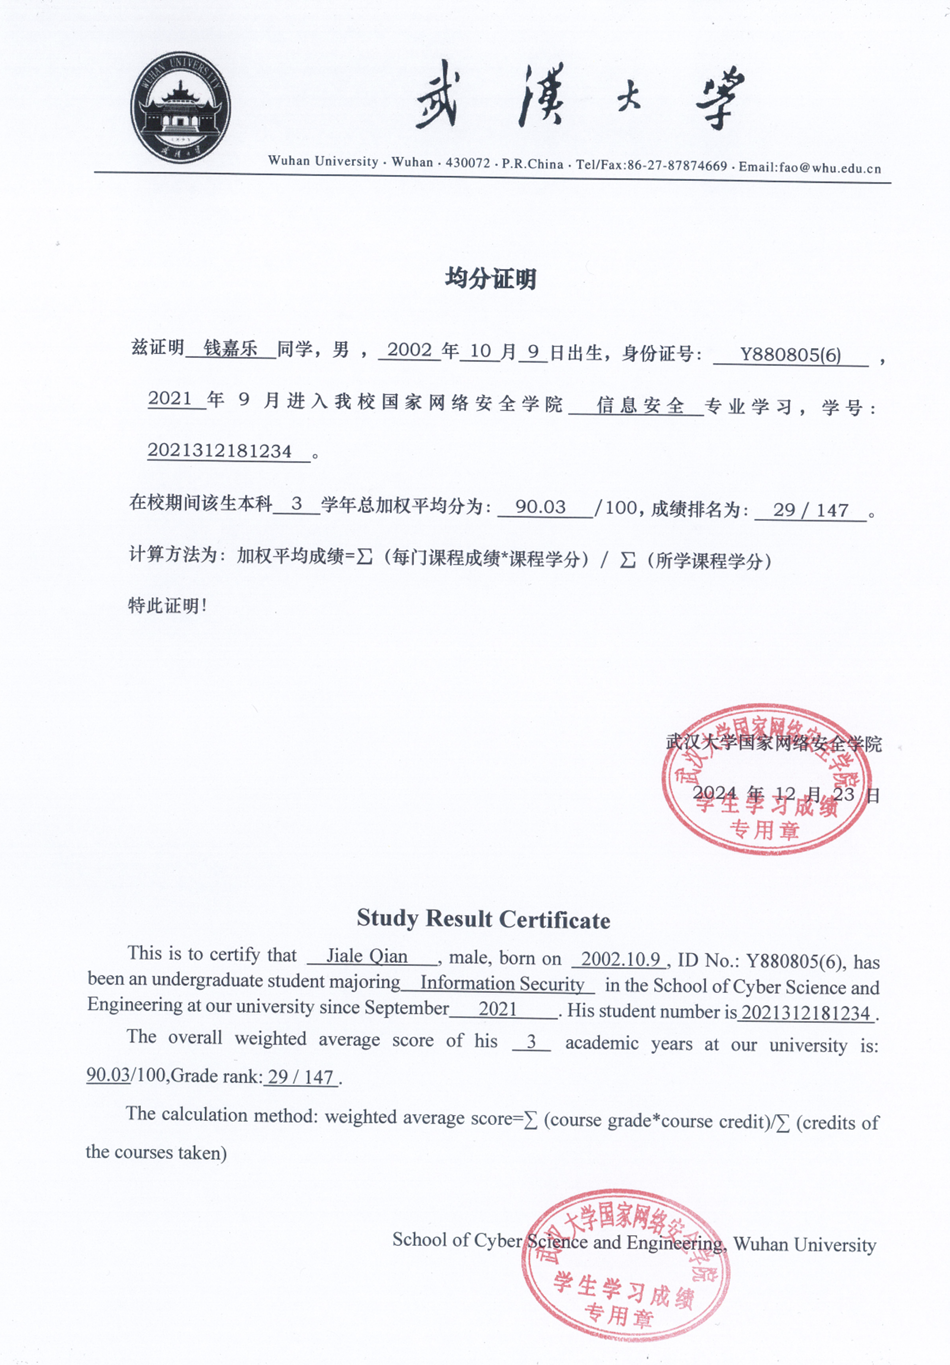 WUHAN UNIVERSITY
1893
武汉大学
武漢大学
Wuhan University · Wuhan · 430072 · P.R.China · Tel/Fax:86-27-87874669 · Email:fao@whu.edu.cn
均分证明
兹证明 钱嘉乐 同学，男 ， 2002 年 10 月 9 日出生，身份证号： Y880805(6) ，
2021 年 9 月进入我校国家网络安全学院 信息安全 专业学习，学号：
2021312181234 。
在校期间该生本科 3 学年总加权平均分为： 90.03 /100，成绩排名为： 29 / 147 。
计算方法为：加权平均成绩=∑（每门课程成绩*课程学分）/ ∑（所学课程学分）
特此证明！
武汉大学国家网络安全学院
2024 年 12 月 23 日
武汉大学国家网络安全学院
学生学习成绩
专用章
Study Result Certificate
This is to certify that Jiale Qian , male, born on 2002.10.9 , ID No.: Y880805(6), has
been an undergraduate student majoring Information Security in the School of Cyber Science and
Engineering at our university since September 2021 . His student number is 2021312181234 .
The overall weighted average score of his 3 academic years at our university is:
90.03/100,Grade rank: 29 / 147 .
The calculation method: weighted average score=∑ (course grade*course credit)/∑ (credits of
the courses taken)
School of Cyber Science and Engineering, Wuhan University
武汉大学国家网络安全学院
学生学习成绩
专用章